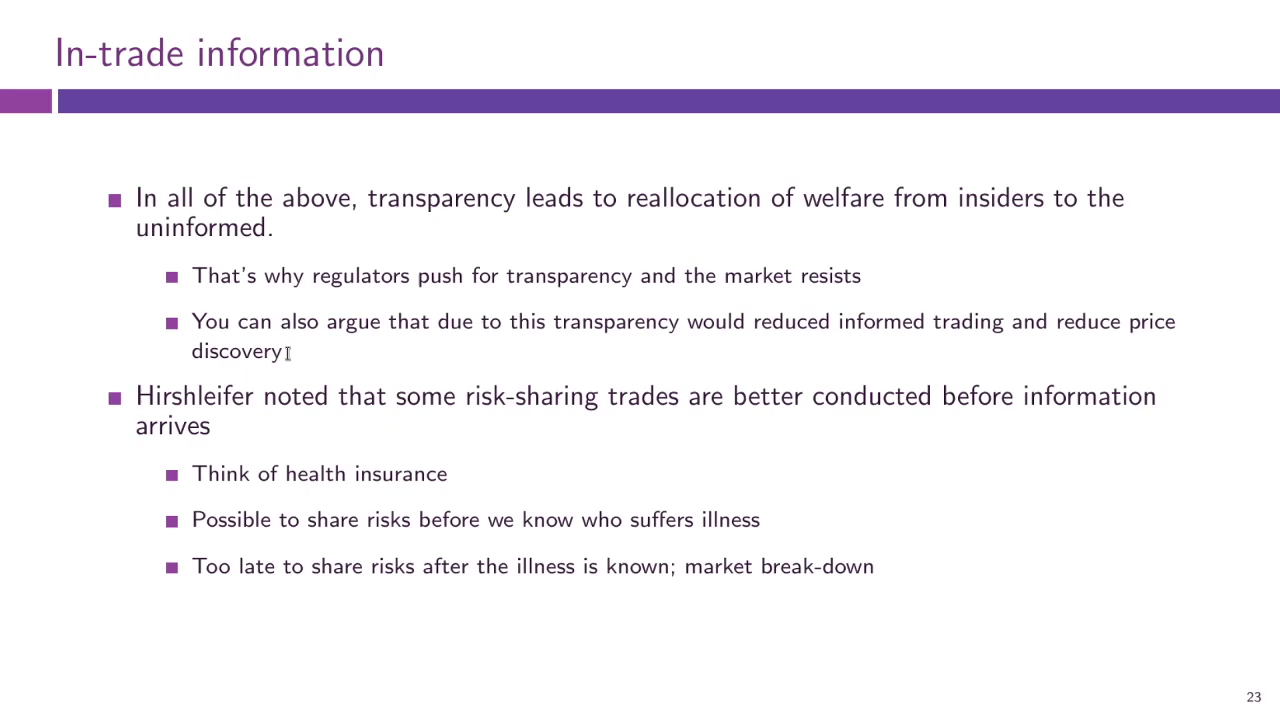 In-trade information
In all of the above, transparency leads to reallocation of welfare from insiders to the
uninformed.
That's why regulators push for transparency and the market resists
You can also argue that due to this transparency would reduced informed trading and reduce price
discovery
Hirshleifer noted that some risk-sharing trades are better conducted before information
arrives
Think of health insurance
Possible to share risks before we know who suffers illness
Too late to share risks after the illness is known; market break-down
23